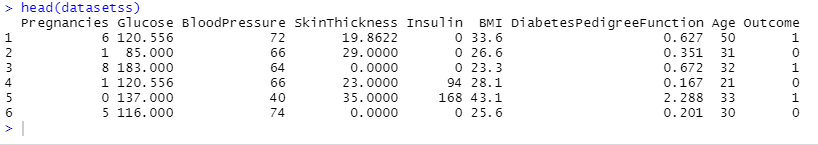 > head(datasetss)
  Pregnancies Glucose BloodPressure SkinThickness Insulin  BMI DiabetesPedigreeFunction Age Outcome
1           6 120.556            72       19.8622       0 33.6                    0.627  50       1
2           1  85.000            66       29.0000       0 26.6                    0.351  31       0
3           8 183.000            64        0.0000       0 23.3                    0.672  32       1
4           1 120.556            66       23.0000      94 28.1                    0.167  21       0
5           0 137.000            40       35.0000     168 43.1                    2.288  33       1
6           5 116.000            74        0.0000       0 25.6                    0.201  30       0
>